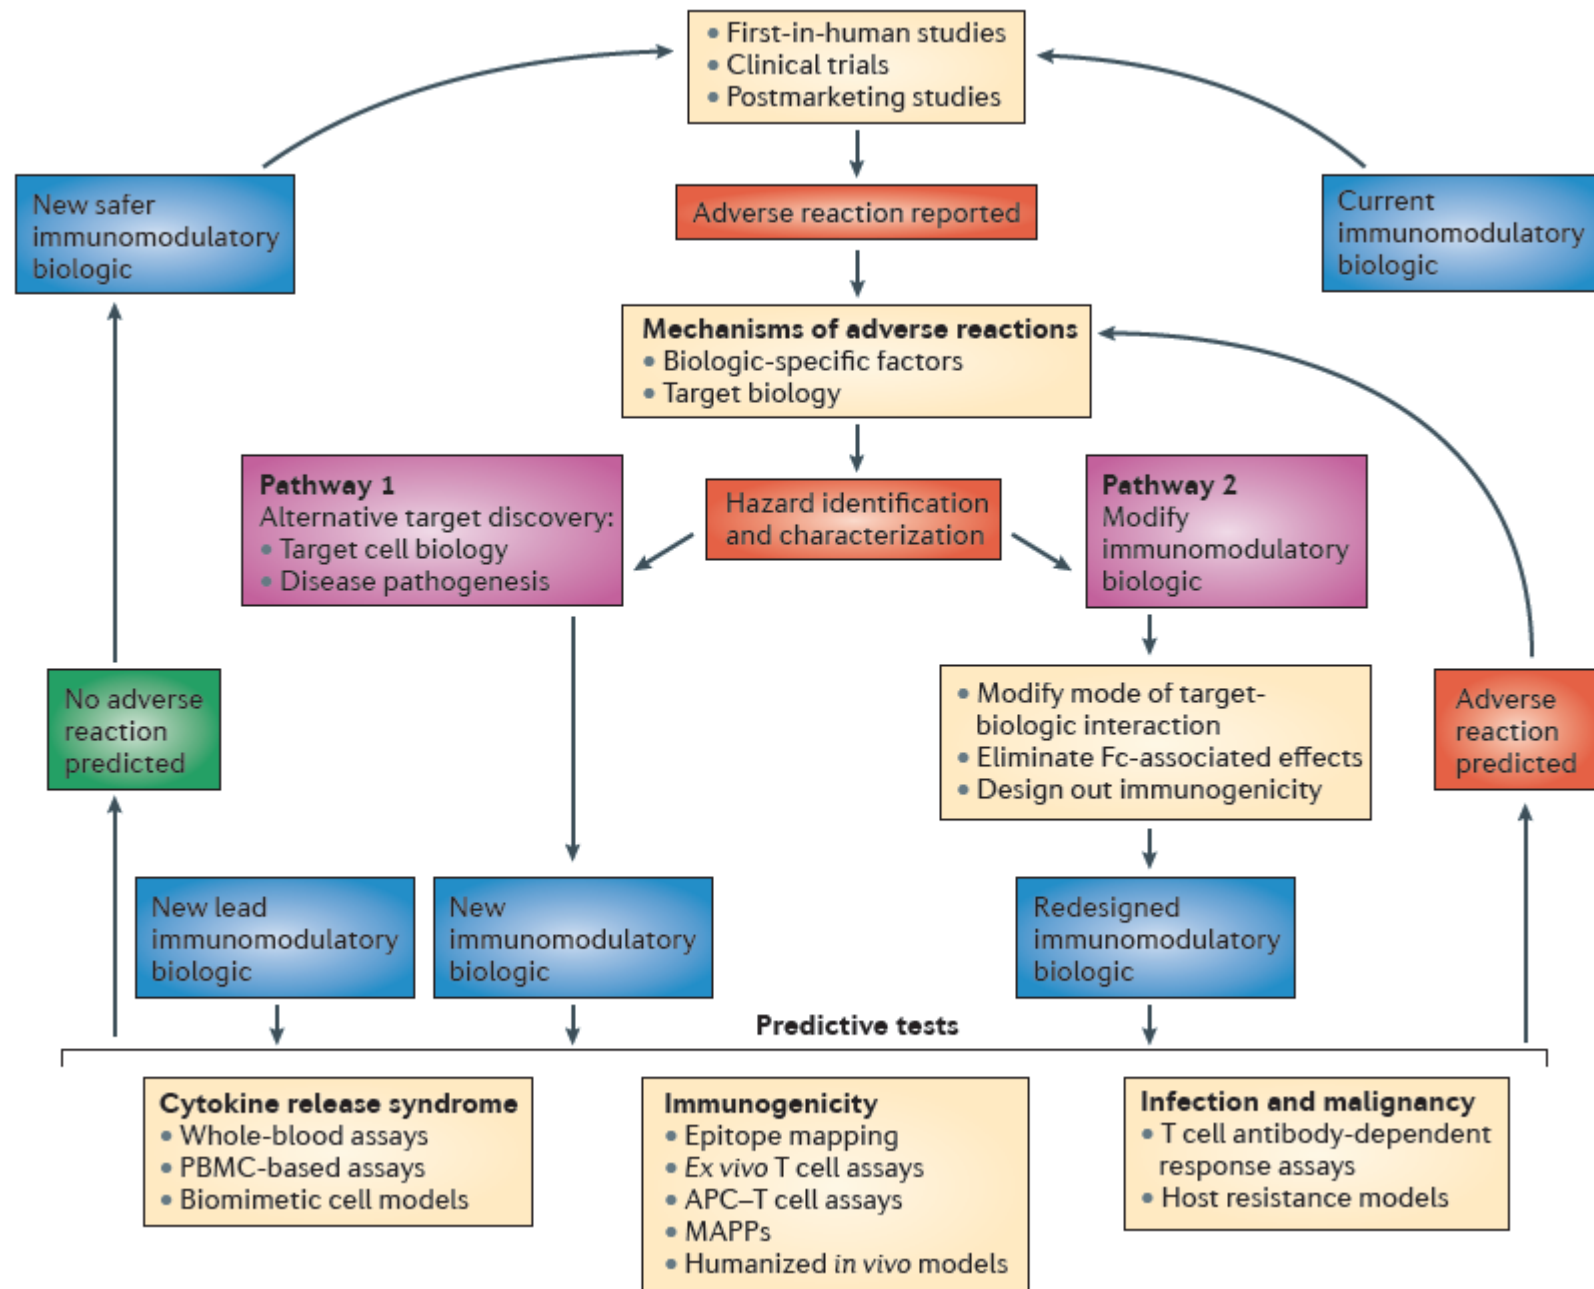 • First-in-human studies
• Clinical trials
• Postmarketing studies
New safer
immunomodulatory
biologic
Adverse reaction reported
Current
immunomodulatory
biologic
Mechanisms of adverse reactions
• Biologic-specific factors
• Target biology
Pathway 1
Alternative target discovery:
• Target cell biology
• Disease pathogenesis
Hazard identification
and characterization
Pathway 2
Modify
immunomodulatory
biologic
No adverse
reaction
predicted
• Modify mode of target-
biologic interaction
• Eliminate Fc-associated effects
• Design out immunogenicity
Adverse
reaction
predicted
New lead
immunomodulatory
biologic
New
immunomodulatory
biologic
Redesigned
immunomodulatory
biologic
Predictive tests
Cytokine release syndrome
• Whole-blood assays
• PBMC-based assays
• Biomimetic cell models
Immunogenicity
• Epitope mapping
• Ex vivo T cell assays
• APC–T cell assays
• MAPPs
• Humanized in vivo models
Infection and malignancy
• T cell antibody-dependent
response assays
• Host resistance models